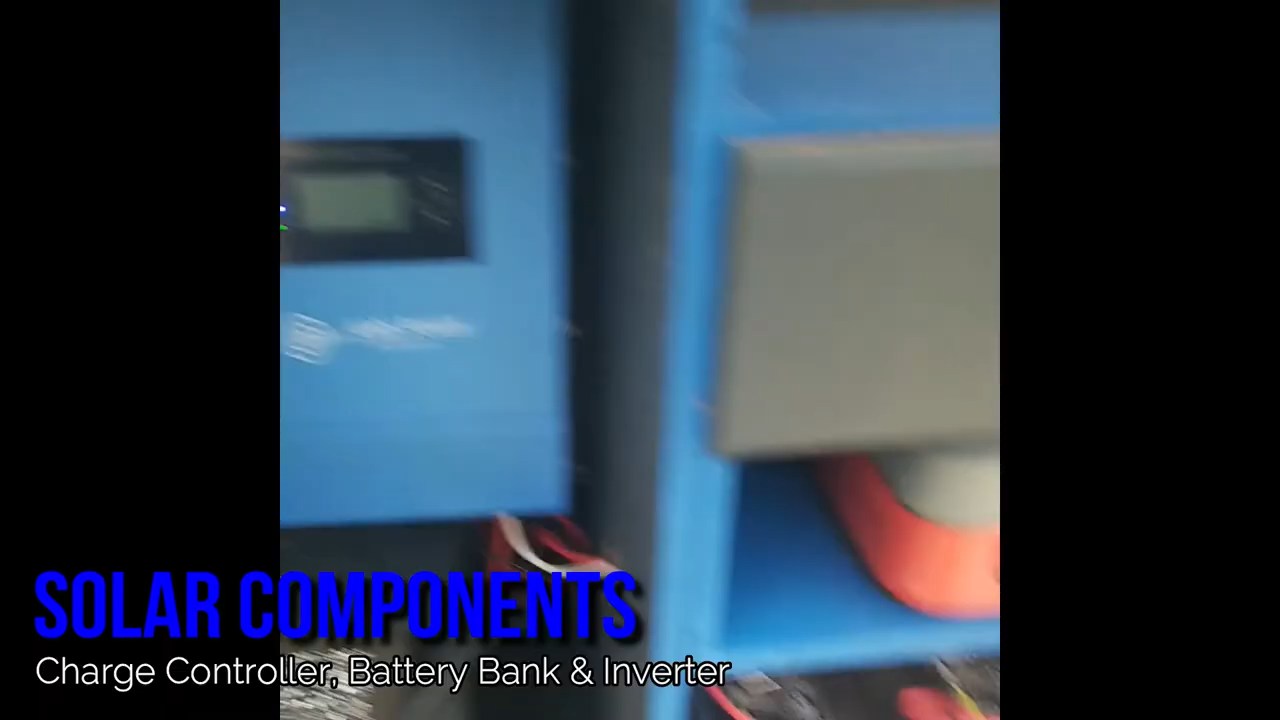 SOLAR COMPONENTS
Charge Controller, Battery Bank & Inverter